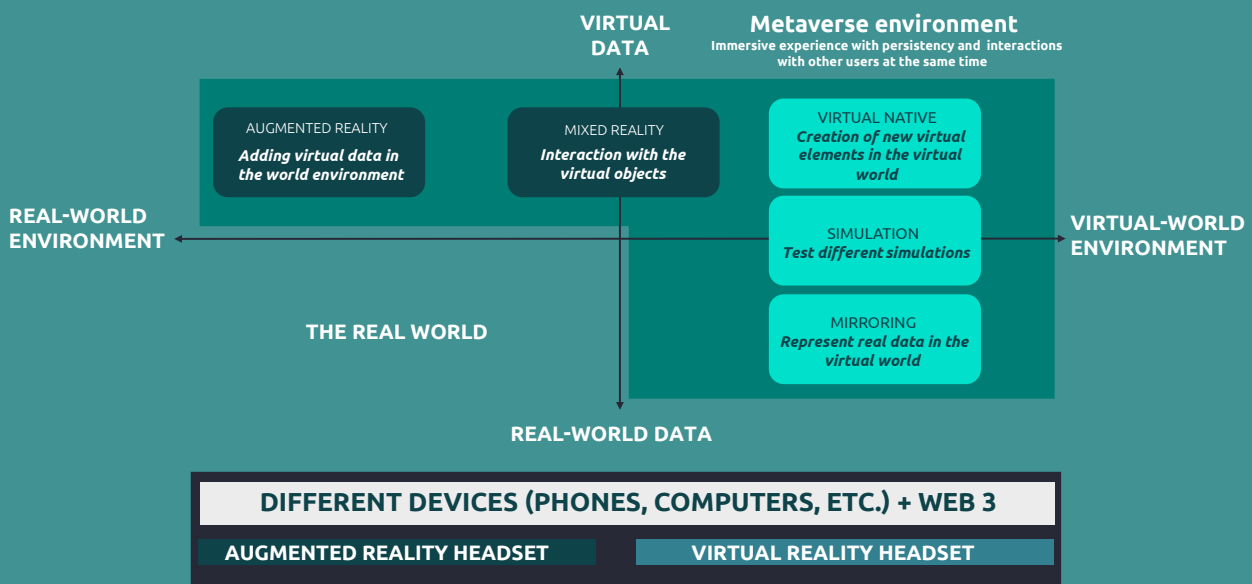 VIRTUAL
DATA
Metaverse environment
Immersive experience with persistency and interactions
with other users at the same time
AUGMENTED REALITY
Adding virtual data in
the world environment
MIXED REALITY
Interaction with the
virtual objects
VIRTUAL NATIVE
Creation of new virtual
elements in the virtual
world
REAL-WORLD
ENVIRONMENT
SIMULATION
Test different simulations
VIRTUAL-WORLD
ENVIRONMENT
THE REAL WORLD
MIRRORING
Represent real data in the
virtual world
REAL-WORLD DATA
DIFFERENT DEVICES (PHONES, COMPUTERS, ETC.) + WEB 3
AUGMENTED REALITY HEADSET
VIRTUAL REALITY HEADSET